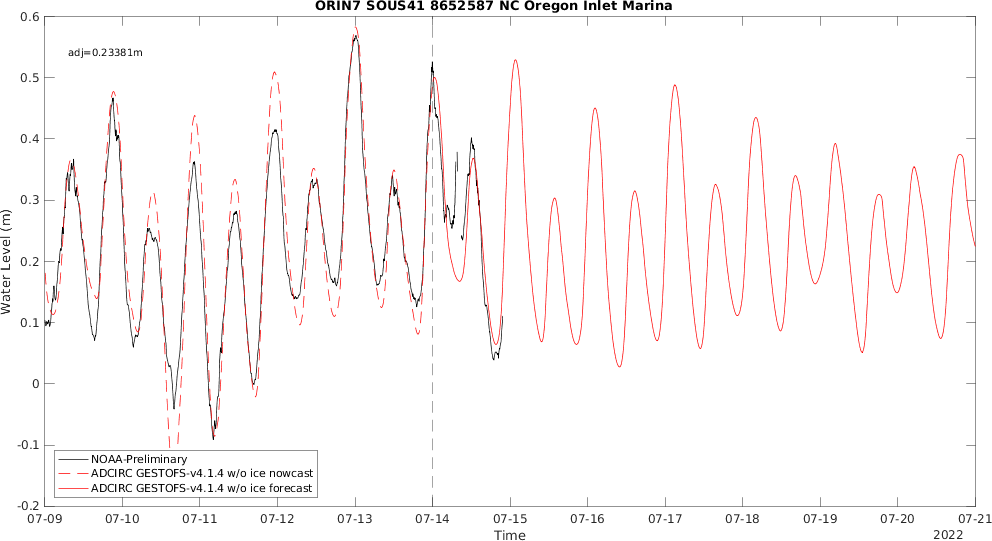 ORIN7 SOUS41 8652587 NC Oregon Inlet Marina
adj=0.23381m
0.6
0.5
0.4
0.3
0.2
0.1
0
-0.1
-0.2
Water Level (m)
NOAA-Preliminary
ADCIRC GESTOFS-v4.1.4 w/o ice nowcast
ADCIRC GESTOFS-v4.1.4 w/o ice forecast
07-09 07-10 07-11 07-12 07-13 07-14 07-15 07-16 07-17 07-18 07-19 07-20 07-21
Time
2022